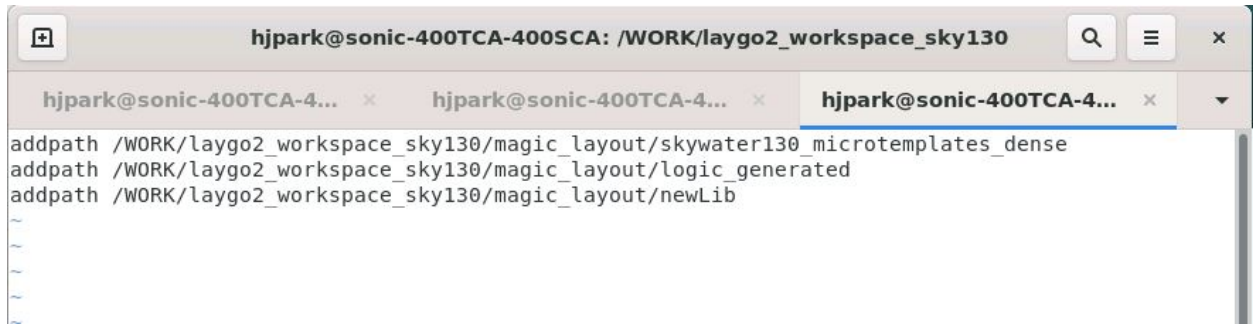 hjpark@sonic-400TCA-400SCA: /WORK/laygo2_workspace_sky130
hjpark@sonic-400TCA-4... × hjpark@sonic-400TCA-4... × hjpark@sonic-400TCA-4... ×
addpath /WORK/laygo2_workspace_sky130/magic_layout/skywater130_microtemplates_dense
addpath /WORK/laygo2_workspace_sky130/magic_layout/logic_generated
addpath /WORK/laygo2_workspace_sky130/magic_layout/newLib
~
~
~
~
~